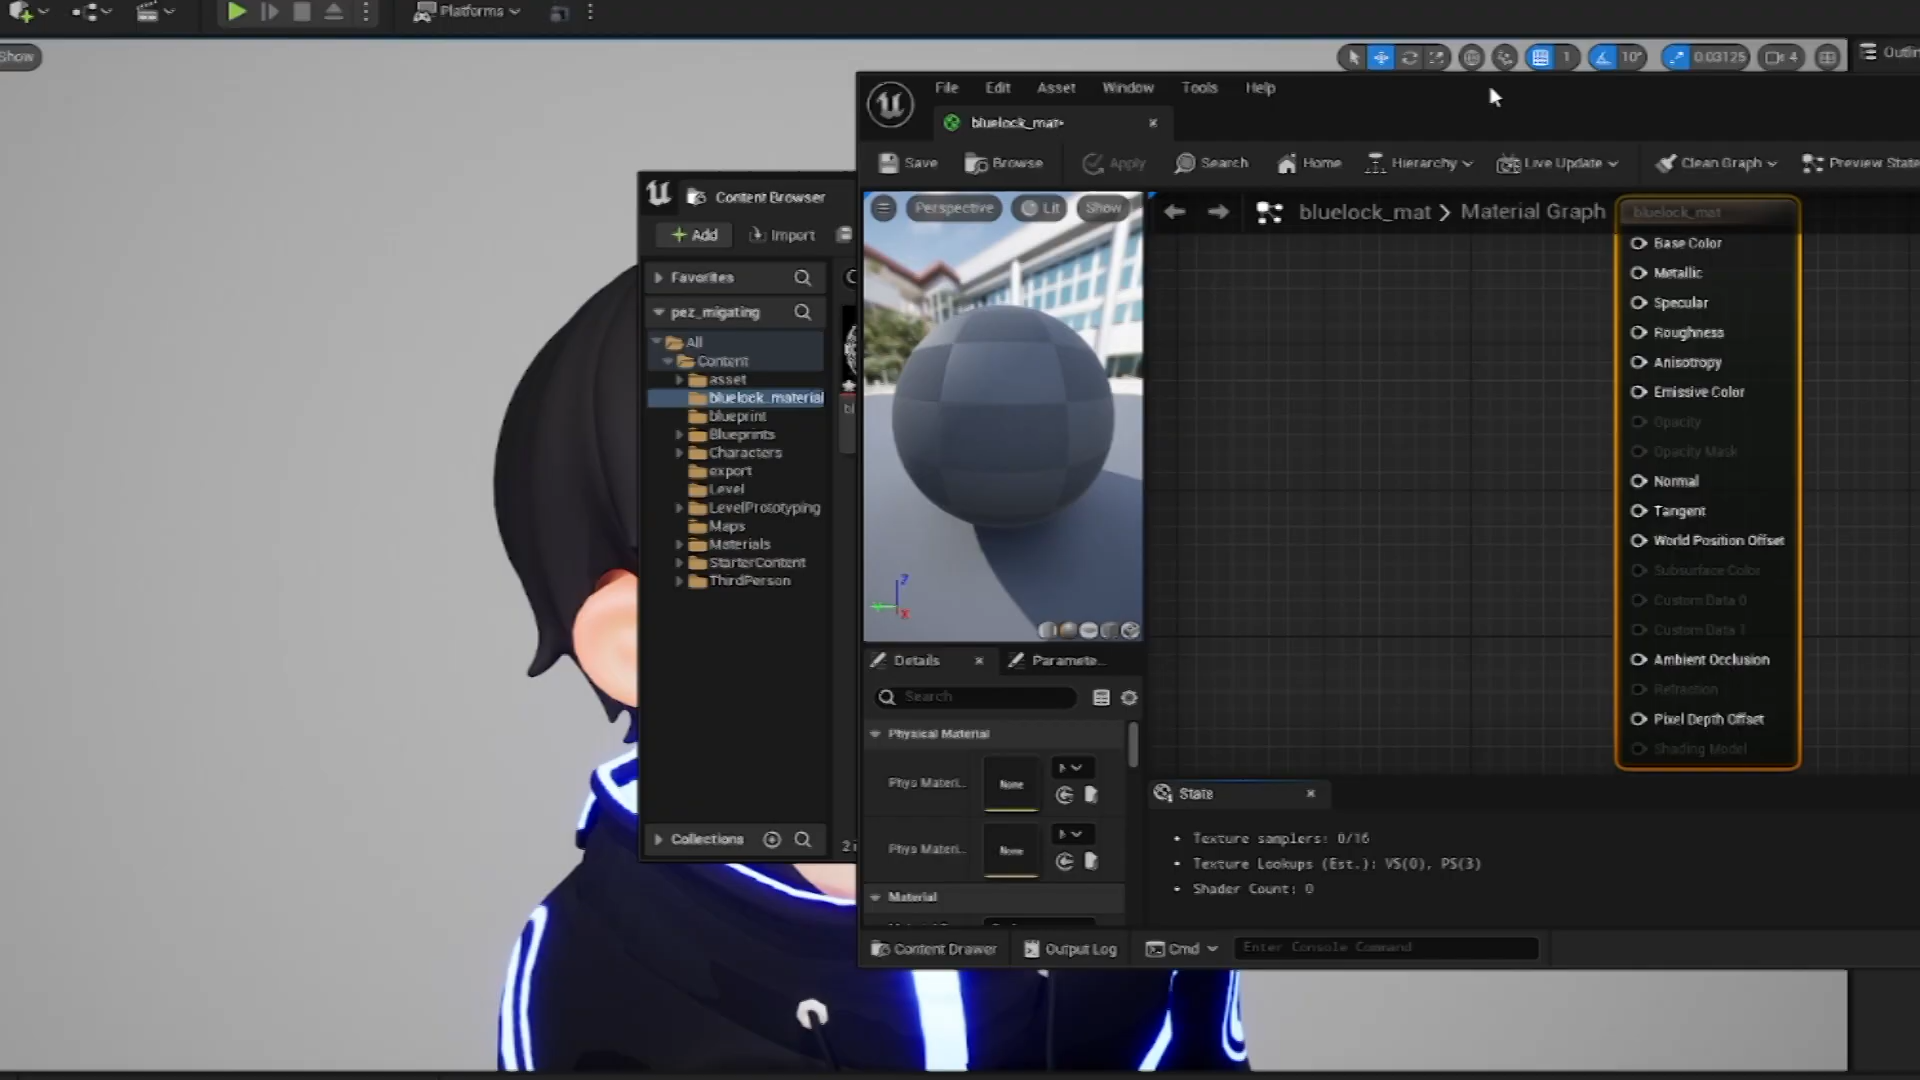 Platforms
Show
1
10°
0.03125
4
File Edit Asset Window Tools Help
bluelock_mat*
Save Browse Apply Search Home Hierarchy Live Update Clean Graph Preview State
Content Browser
Add Import
Favorites
pez_migating
All
Content
asset
bluelock_material
blueprint
Blueprints
Characters
export
Level
LevelPrototyping
Maps
Materials
StarterContent
ThirdPerson
Collections
Perspective Lit Show
Z
X
bluelock_mat > Material Graph
bluelock_mat
Base Color
Metallic
Specular
Roughness
Anisotropy
Emissive Color
Opacity
Opacity Mask
Normal
Tangent
World Position Offset
Subsurface Color
Custom Data 0
Custom Data 1
Ambient Occlusion
Refraction
Pixel Depth Offset
Shading Model
Details Paramete...
Search
Physical Material
Phys Materi... None
Phys Materi... None
Material
Stats
Texture samplers: 0/16
Texture Lookups (Est.): VS(0), PS(3)
Shader Count: 0
Content Drawer Output Log Cmd Enter Console Command